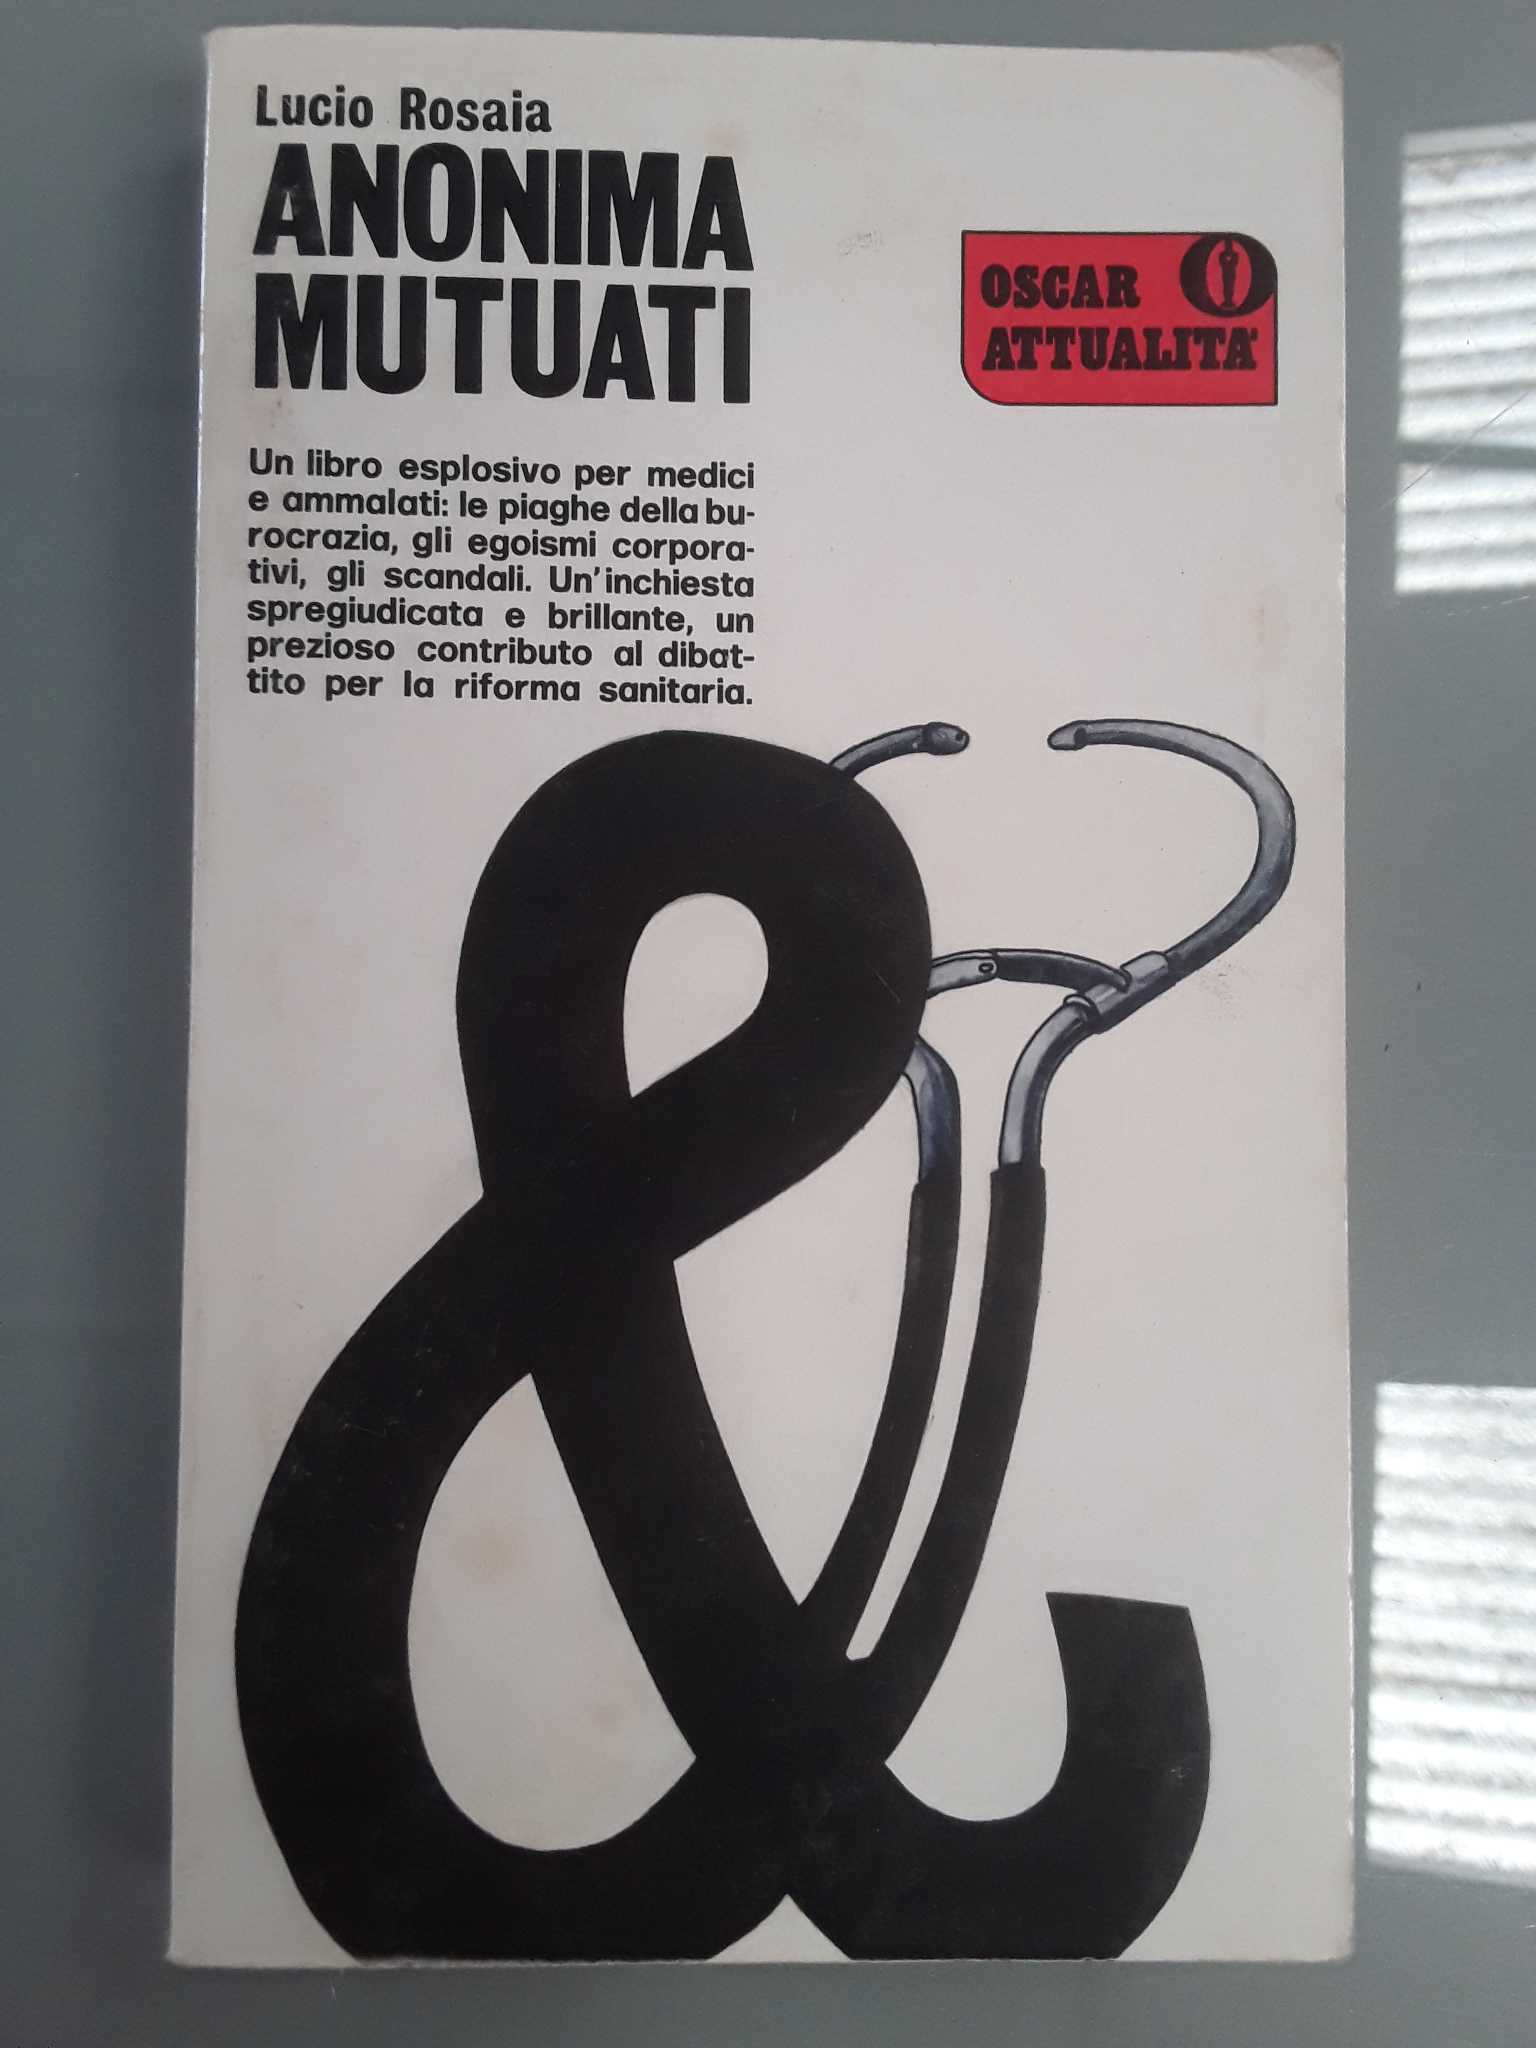 Lucio Rosaia
ANONIMA
MUTUATI
OSCAR
ATTUALITA'
Un libro esplosivo per medici
e ammalati: le piaghe della bu-
rocrazia, gli egoismi corpora-
tivi, gli scandali. Un'inchiesta
spregiudicata e brillante, un
prezioso contributo al dibat-
tito per la riforma sanitaria.
&